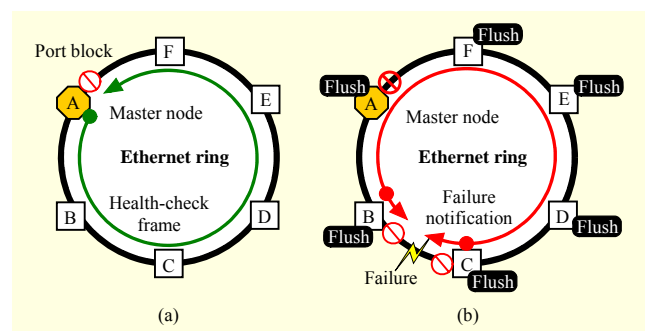 Port block
F
A
E
Master node
Ethernet ring
Health-check
frame
B
D
C
(a)
Flush
F
Flush
Flush
A
E
Master node
Ethernet ring
Failure
notification
B
D
Flush
Flush
C
Flush
Failure
(b)